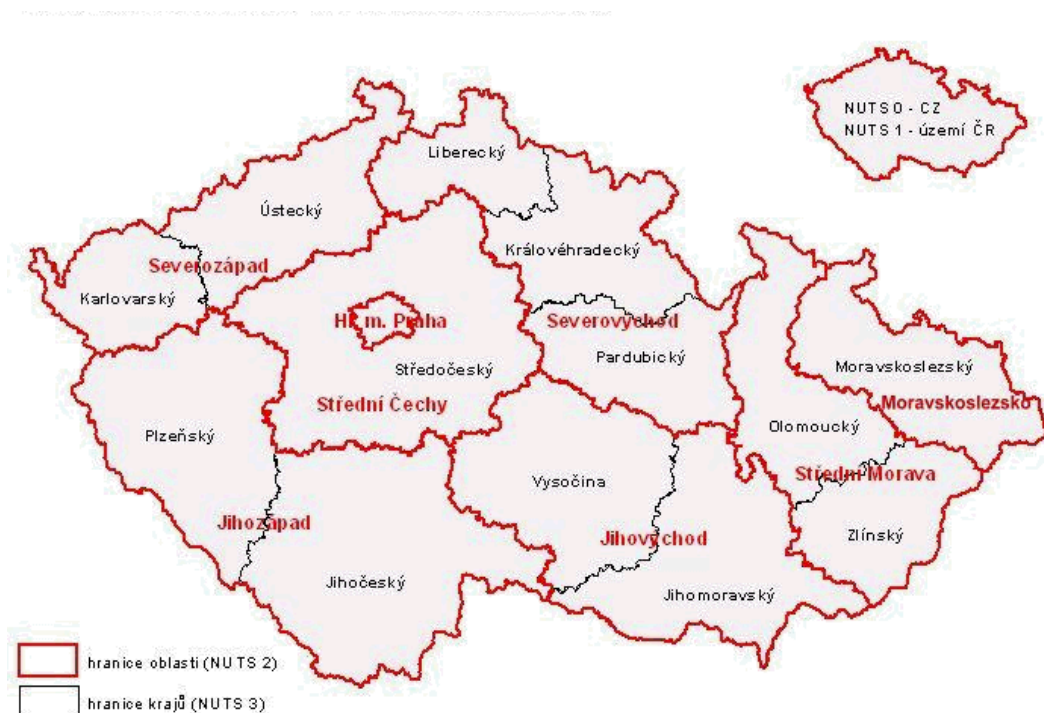 NUTS 0 - CZ
NUTS 1 - území ČR
Liberecký
Ústecký
Královéhradecký
Severozápad
Karlovarský
Hl. m. Praha
Severovýchod
Pardubický
Středočeský
Moravskoslezský
Střední Čechy
Moravskoslezsko
Plzeňský
Olomoucký
Střední Morava
Vysočina
Jihozápad
Jihovýchod
Zlínský
Jihočeský
Jihomoravský
hranice oblastí (NUTS 2)
hranice krajů (NUTS 3)